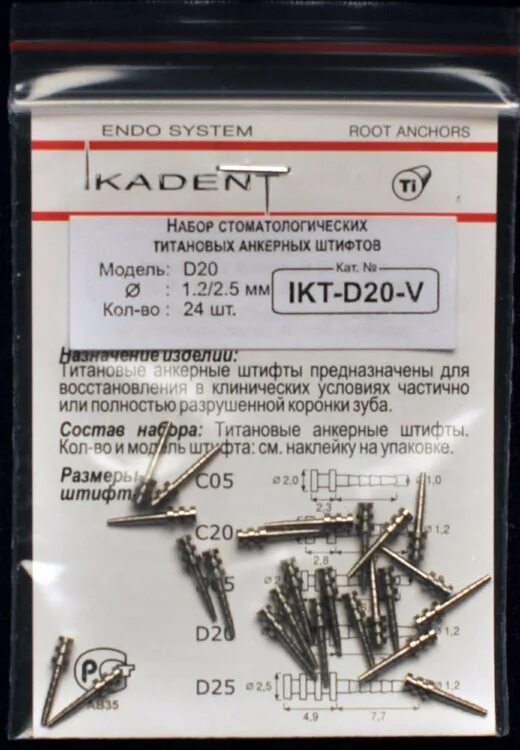 ENDO SYSTEM ROOT ANCHORS
IKADENT
Ti
НАБОР СТОМАТОЛОГИЧЕСКИХ
ТИТАНОВЫХ АНКЕРНЫХ ШТИФТОВ
Модель: D20
Ø : 1.2/2.5 мм
Кол-во : 24 шт.
Кат. №
IKT-D20-V
Назначение изделий:
Титановые анкерные штифты предназначены для
восстановления в клинических условиях частично
или полностью разрушенной коронки зуба.
Состав набора: Титановые анкерные штифты.
Кол-во и модель штифта: см. наклейку на упаковке.
Размеры
штифт
C05 Ø 2,0 2,3 Ø 1,0
C20 2,8 Ø 1,2
D20 Ø 1,2
D25 Ø 2,5 4,9 7,7 Ø 1,2
АВ35